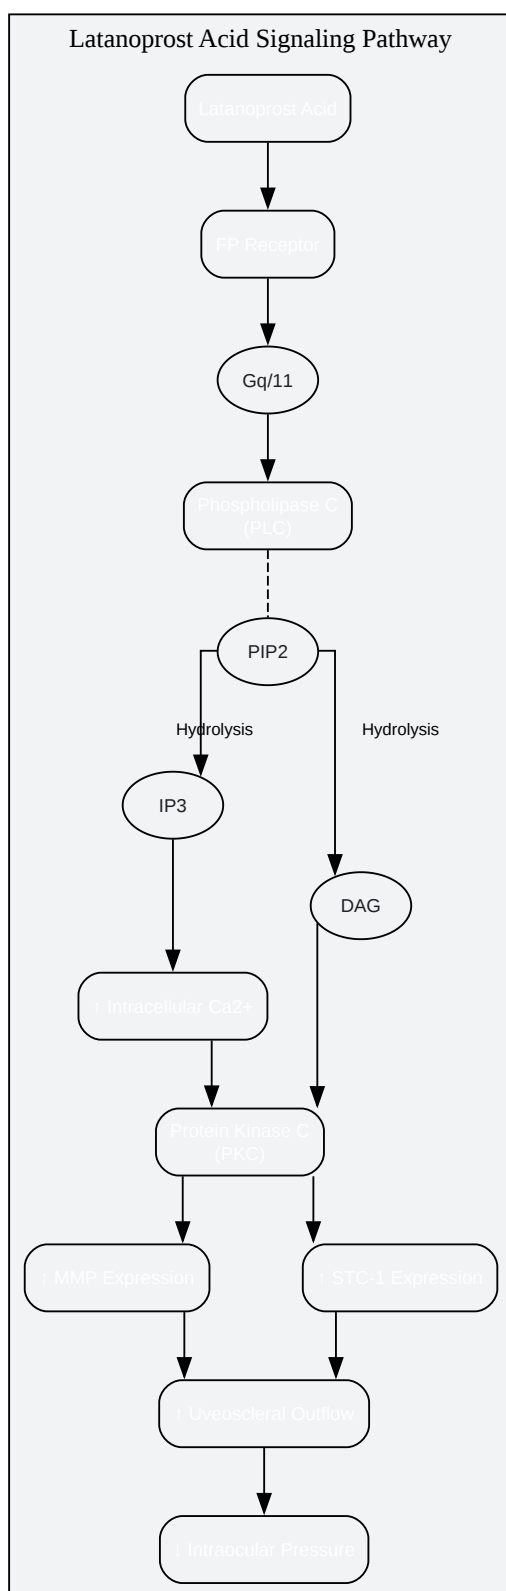 Latanoprost Acid Signaling Pathway
Latanoprost Acid
FP Receptor
Gq/11
Phospholipase C
(PLC)
PIP2
Hydrolysis
Hydrolysis
IP3
DAG
↑ Intracellular Ca2+
Protein Kinase C
(PKC)
↑ MMP Expression
↑ STC-1 Expression
↑ Uveoscleral Outflow
↓ Intraocular Pressure